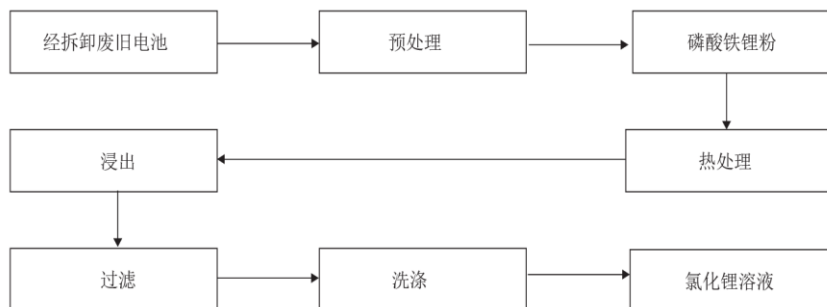 经拆卸废旧电池
预处理
磷酸铁锂粉
热处理
浸出
过滤
洗涤
氯化锂溶液